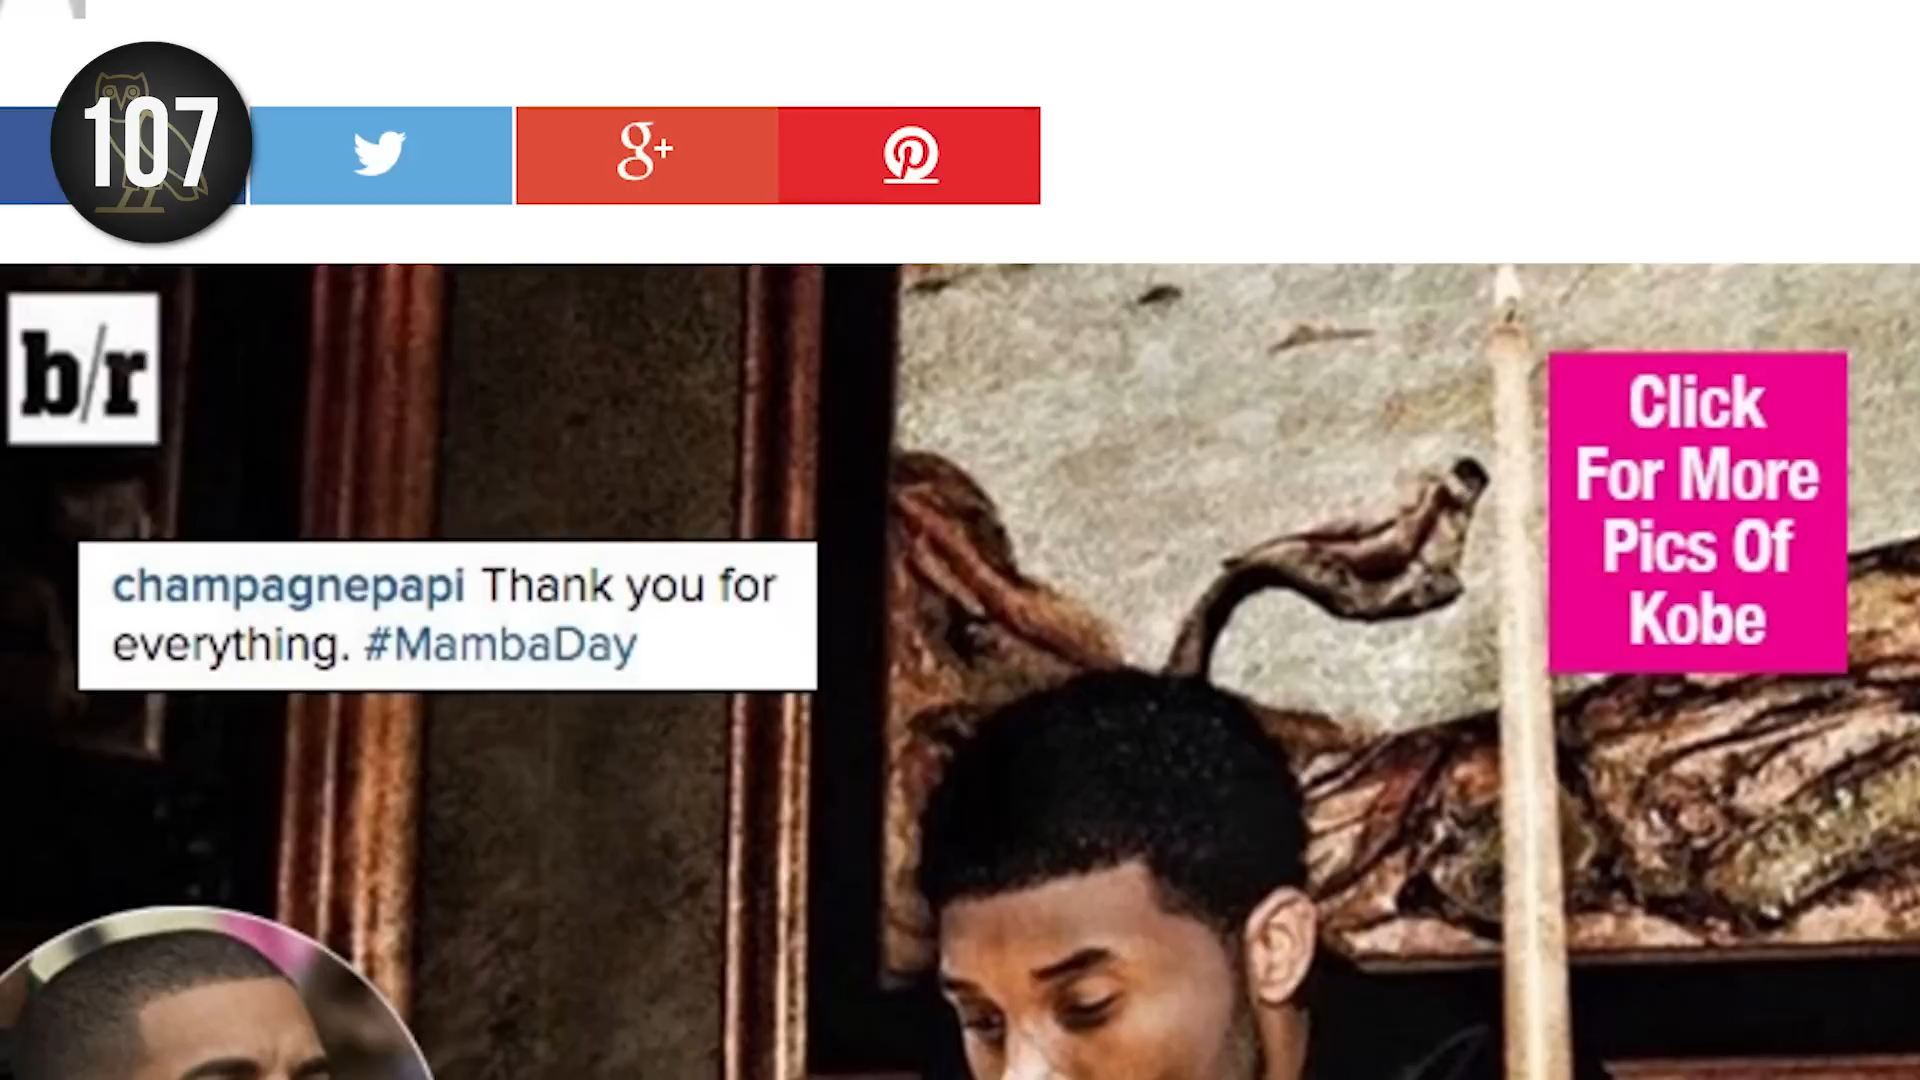 107
g+
b/r
champagnepapi Thank you for
everything. #MambaDay
Click
For More
Pics Of
Kobe